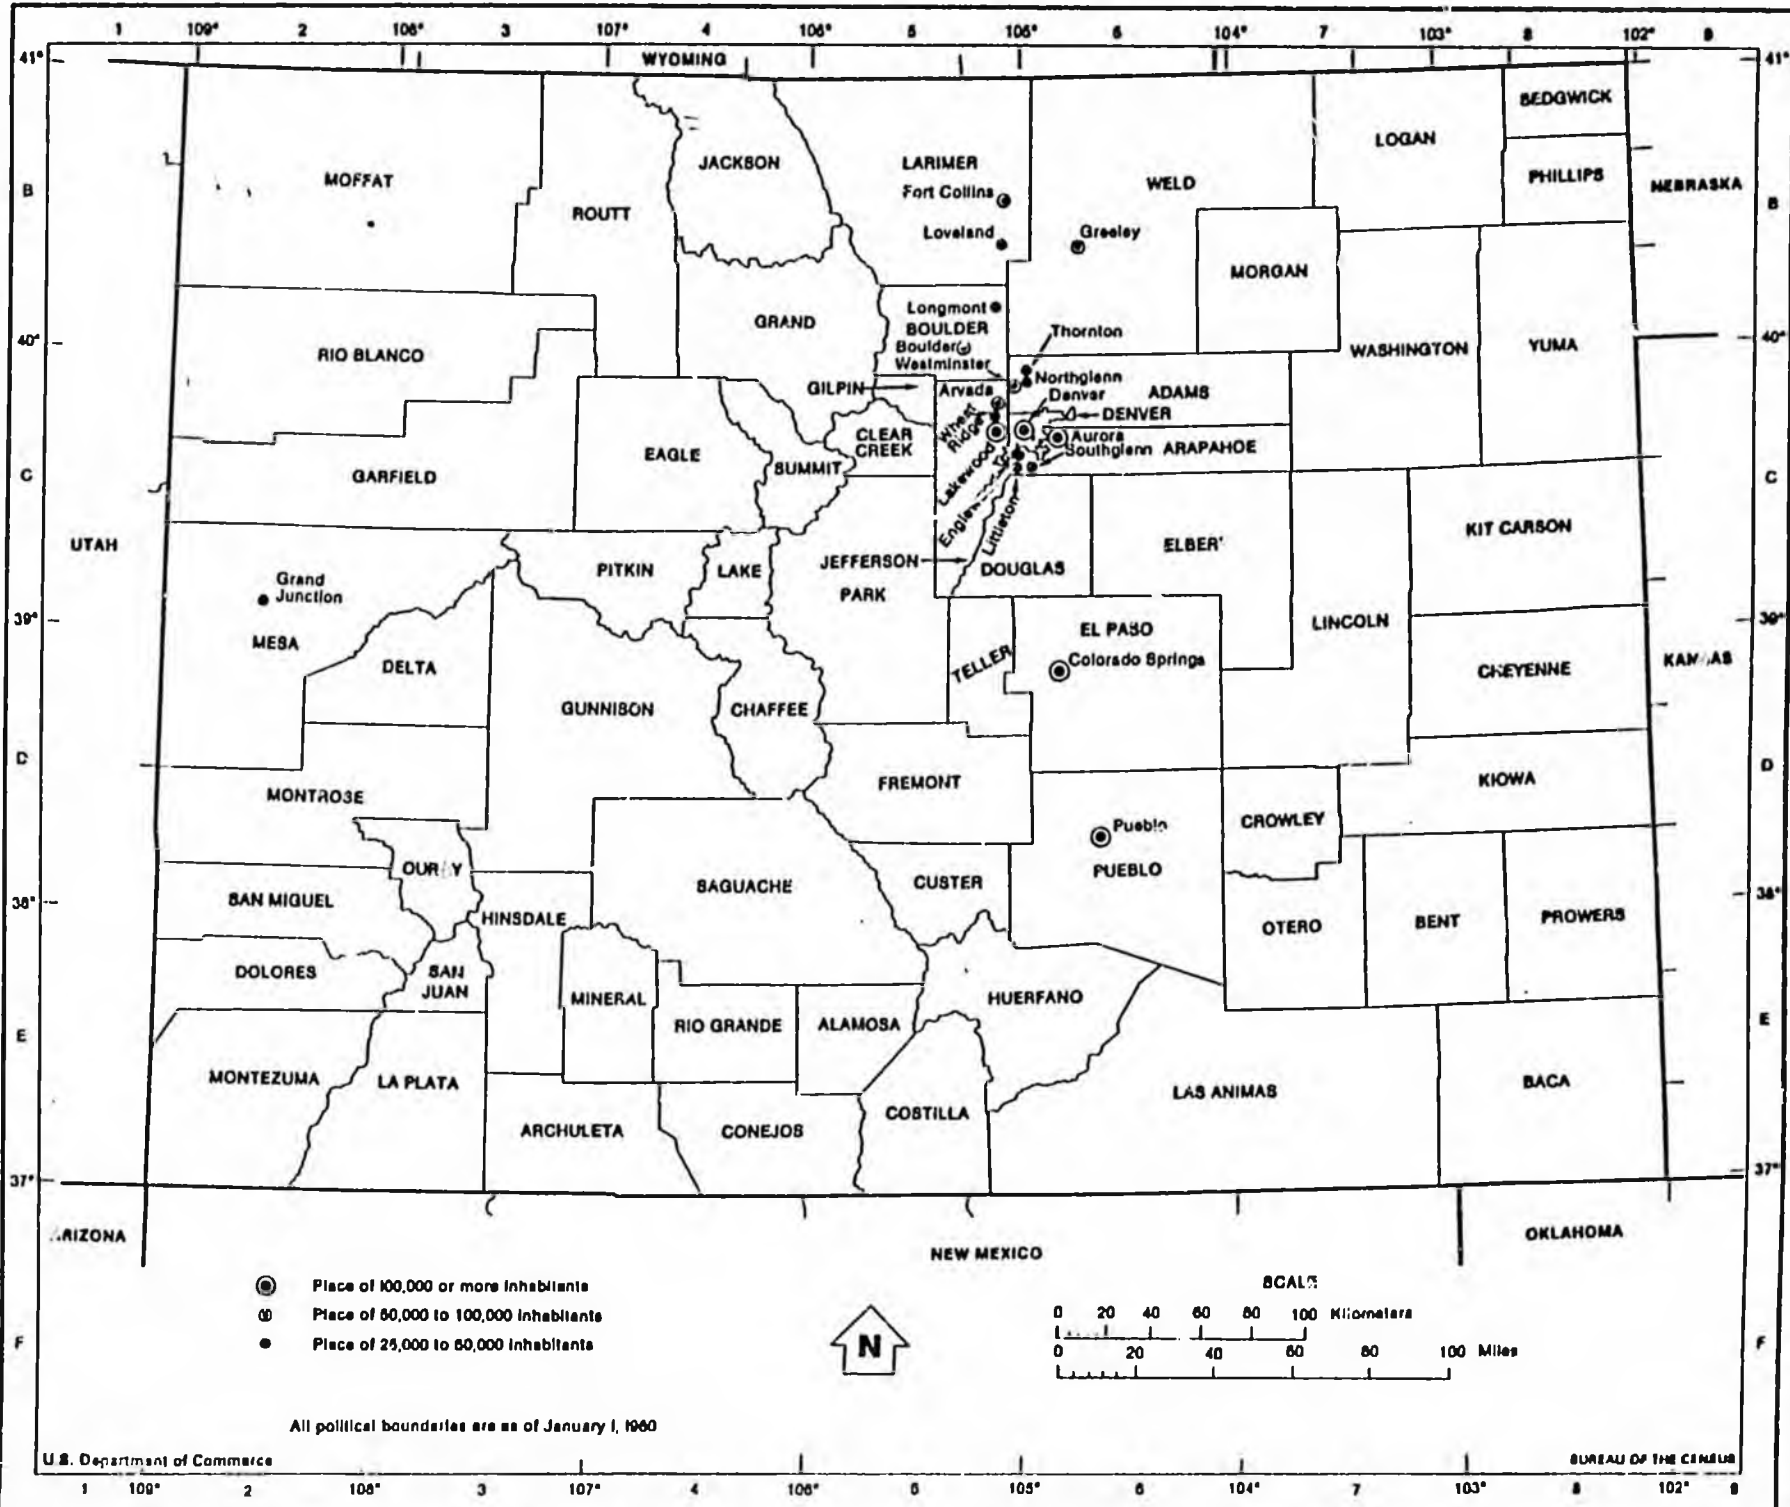 1 109° 2 108° 3 107° 4 106° 5 105° 6 104° 7 103° 8 102° 9
41° WYOMING 41°
SEDGWICK
LOGAN
JACKSON LARIMER
MOFFAT
B WELD PHILLIPS NEBRASKA B
Fort Collins
ROUTT
Loveland Greeley
MORGAN
Longmont
GRAND
BOULDER Thornton
40° Boulder 40°
RIO BLANCO WASHINGTON YUMA
Westminster
Northglenn
GILPIN Arvada ADAMS
Denver
Wheat
Ridge
DENVER
CLEAR
CREEK
Aurora
EAGLE Southglenn ARAPAHOE
SUMMIT
Lakewood
C GARFIELD C
Englewood
Littleton
KIT CARSON
UTAH ELBER
PITKIN LAKE JEFFERSON DOUGLAS
Grand
Junction
PARK
39° LINCOLN 39°
MESA EL PASO
TELLER
DELTA Colorado Springs KANSAS
CHEYENNE
GUNNISON CHAFFEE
D D
FREMONT KIOWA
MONTROSE
CROWLEY
Pueblo
OURAY PUEBLO
SAGUACHE CUSTER
38° SAN MIGUEL 38°
HINSDALE PROWERS
BENT
OTERO
DOLORES SAN
JUAN
MINERAL HUERFANO
RIO GRANDE ALAMOSA
E E
MONTEZUMA LA PLATA BACA
LAS ANIMAS
COSTILLA
ARCHULETA CONEJOS
37° 37°
ARIZONA OKLAHOMA
NEW MEXICO
Place of 100,000 or more inhabitants
Place of 50,000 to 100,000 inhabitants
Place of 25,000 to 50,000 inhabitants
N
SCALE
0 20 40 60 80 100 Kilometers
0 20 40 60 80 100 Miles
F F
All political boundaries are as of January 1, 1980
U.S. Department of Commerce BUREAU OF THE CENSUS
1 109° 2 108° 3 107° 4 106° 5 105° 6 104° 7 103° 8 102° 9